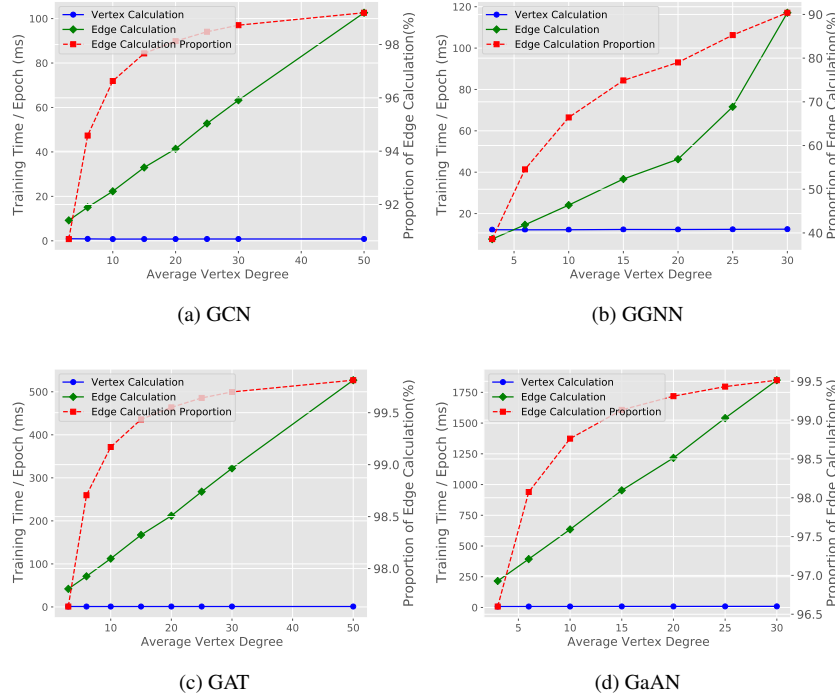 Vertex Calculation
Edge Calculation
Edge Calculation Proportion
Training Time / Epoch (ms)
100
80
60
40
20
0
98
96
94
92
Proportion of Edge Calculation(%)
10 20 30 40 50
Average Vertex Degree
(a) GCN
Vertex Calculation
Edge Calculation
Edge Calculation Proportion
Training Time / Epoch (ms)
120
100
80
60
40
20
90
80
70
60
50
40
Proportion of Edge Calculation(%)
5 10 15 20 25 30
Average Vertex Degree
(b) GGNN
Vertex Calculation
Edge Calculation
Edge Calculation Proportion
Training Time / Epoch (ms)
500
400
300
200
100
0
99.5
99.0
98.5
98.0
Proportion of Edge Calculation(%)
10 20 30 40 50
Average Vertex Degree
(c) GAT
Vertex Calculation
Edge Calculation
Edge Calculation Proportion
Training Time / Epoch (ms)
1750
1500
1250
1000
750
500
250
0
99.5
99.0
98.5
98.0
97.5
97.0
96.5
Proportion of Edge Calculation(%)
5 10 15 20 25 30
Average Vertex Degree
(d) GaAN